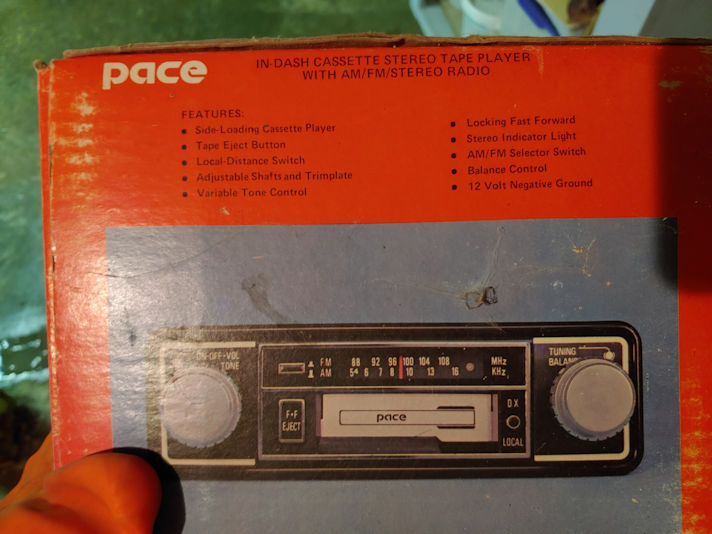 pace
IN-DASH CASSETTE STEREO TAPE PLAYER
WITH AM/FM/STEREO RADIO
FEATURES:
• Side-Loading Cassette Player
• Tape Eject Button
• Local-Distance Switch
• Adjustable Shafts and Trimplate
• Variable Tone Control
• Locking Fast Forward
• Stereo Indicator Light
• AM/FM Selector Switch
• Balance Control
• 12 Volt Negative Ground
ON-OFF-VOL
TONE
FM 88 92 96 100 104 108 MHz
AM 54 6 7 8 10 13 16 KHz
TUNING
BALANCE
F•F
EJECT
pace
DX
LOCAL